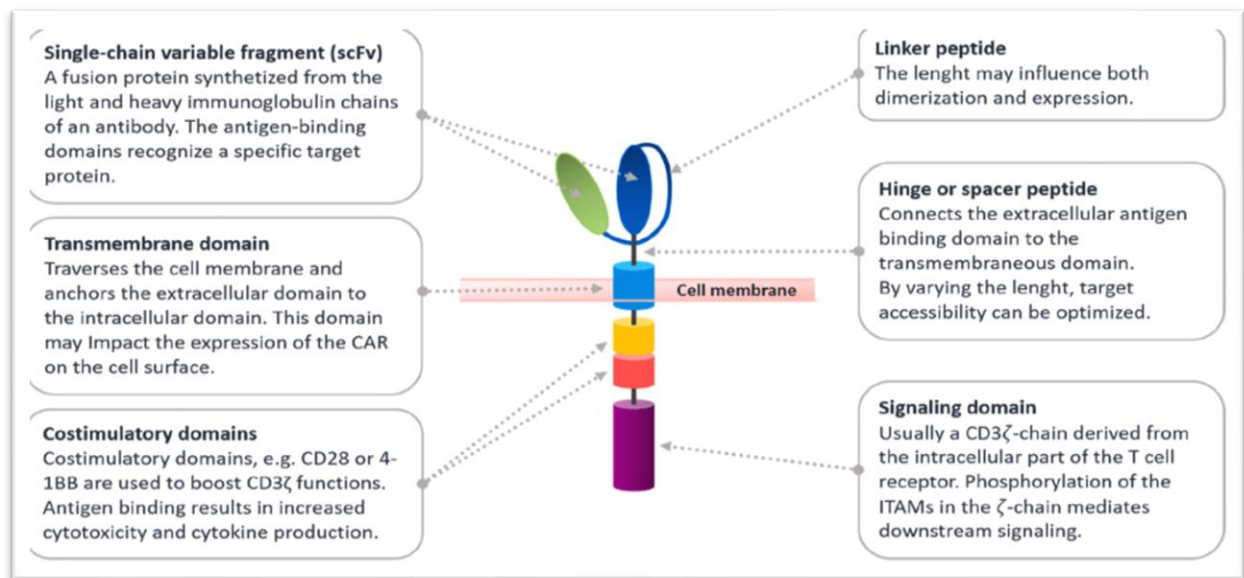 Single-chain variable fragment (scFv)
A fusion protein synthetized from the
light and heavy immunoglobulin chains
of an antibody. The antigen-binding
domains recognize a specific target
protein.
Transmembrane domain
Traverses the cell membrane and
anchors the extracellular domain to
the intracellular domain. This domain
may Impact the expression of the CAR
on the cell surface.
Costimulatory domains
Costimulatory domains, e.g. CD28 or 4-
1BB are used to boost CD3ζ functions.
Antigen binding results in increased
cytotoxicity and cytokine production.
Cell membrane
Linker peptide
The lenght may influence both
dimerization and expression.
Hinge or spacer peptide
Connects the extracellular antigen
binding domain to the
transmembraneous domain.
By varying the lenght, target
accessibility can be optimized.
Signaling domain
Usually a CD3ζ-chain derived from
the intracellular part of the T cell
receptor. Phosphorylation of the
ITAMs in the ζ-chain mediates
downstream signaling.